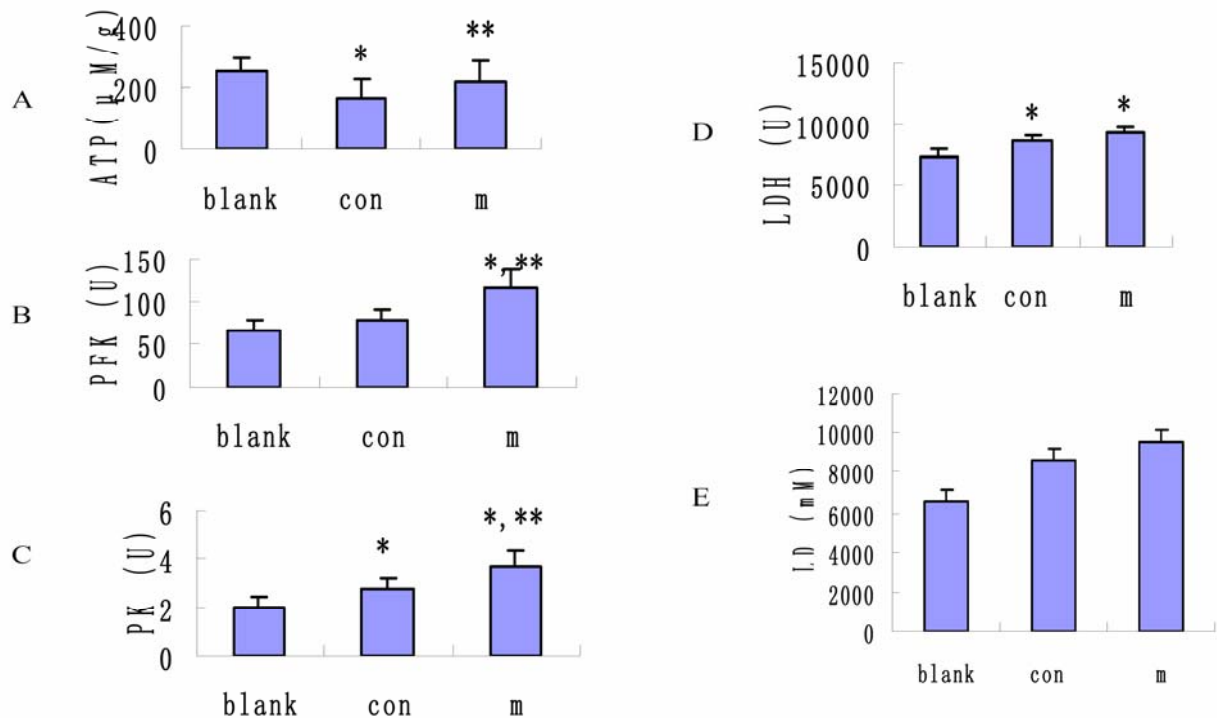 A
ATP(μ M/g)
400
200
0
*
**
blank con m
B
PFK (U)
150
100
50
0
*,**
blank con m
C
PK (U)
6
4
2
0
*
*,**
blank con m
D
LDH (U)
15000
10000
5000
0
*
*
blank con m
E
LD (mM)
12000
10000
8000
6000
4000
2000
0
blank con m